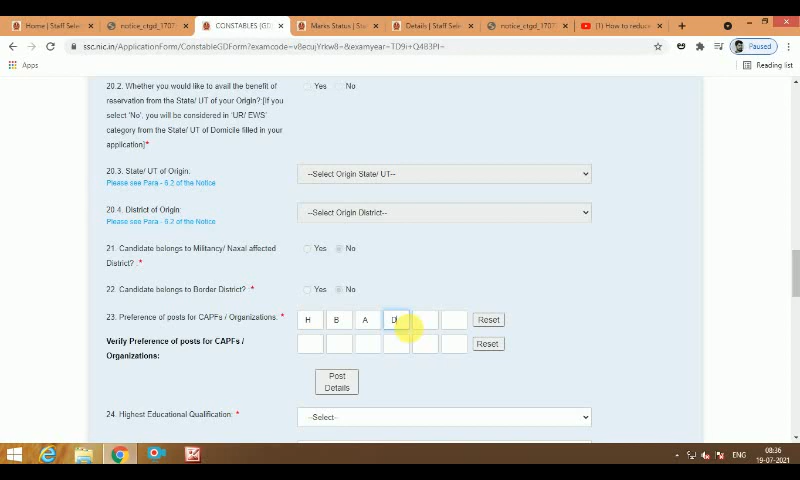 Home | Staff Select
notice_ctgd_1707
CONSTABLES (GD
Marks Status | Sta
Details | Staff Sele
notice_ctgd_1707
(1) How to reduce
ssc.nic.in/ApplicationForm/ConstableGDForm?examcode=v8ecujYrkw8=&examyear=TD9i+Q4B3PI=
Paused
Apps
Reading list
20.2. Whether you would like to avail the benefit of
reservation from the State/ UT of your Origin?:[If you
select 'No', you will be considered in 'UR/ EWS'
category from the State/ UT of Domicile filled in your
application]*
Yes No
20.3. State/ UT of Origin:
Please see Para - 6.2 of the Notice
--Select Origin State/ UT--
20.4. District of Origin:
Please see Para - 6.2 of the Notice
--Select Origin District--
21. Candidate belongs to Militancy/ Naxal affected
District? :*
Yes No
22. Candidate belongs to Border District? *
Yes No
23. Preference of posts for CAPFs / Organizations: *
H B A D Reset
Verify Preference of posts for CAPFs /
Organizations:
Reset
Post
Details
24. Highest Educational Qualification: *
--Select--
ENG
08:36
19-07-2021